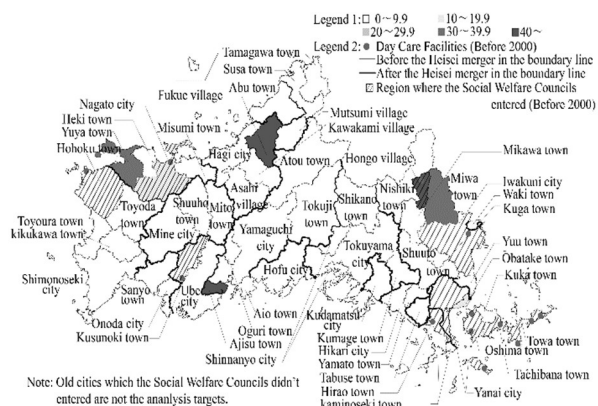 Legend 1: 0~9.9 10~19.9
20~29.9 30~39.9 40~
Legend 2: Day Care Facilities (Before 2000)
Before the Heisei merger in the boundary line
After the Heisei merger in the boundary line
Region where the Social Welfare Councils
entered (Before 2000)
Tamagawa town
Susa town
Abu town
Fukue village
Nagato city
Heki town
Yuya town
Hohoku town
Misumi town
Hagi city
Mutsumi village
Kawakami village
Atou town
Hongo village
Mikawa town
Asahi
village
Nishiki
Miwa
town
Iwakuni city
Waki town
Kuga town
Toyoda
town
Shuuho
town
Mito
town
Tokuji
town
Shikano
town
Toyoura town
kikukawa town
Mine city
Yamaguchi
city
Tokuyama
city
Shuuto
town
Yuu town
Obatake town
Kuka town
Shimonoseki
city
Sanyo
town
Ube
city
Hofu city
Onoda city
Kusunoki town
Aio town
Oguri town
Ajisu town
Shinnanyo city
Kudamatsu
city
Kumage town
Hikari city
Yamato town
Tabuse town
Hirao town
kaminoseki town
Towa town
Oshima town
Tachibana town
Yanai city
Note: Old cities which the Social Welfare Councils didn't
entered are not the ananlysis targets.